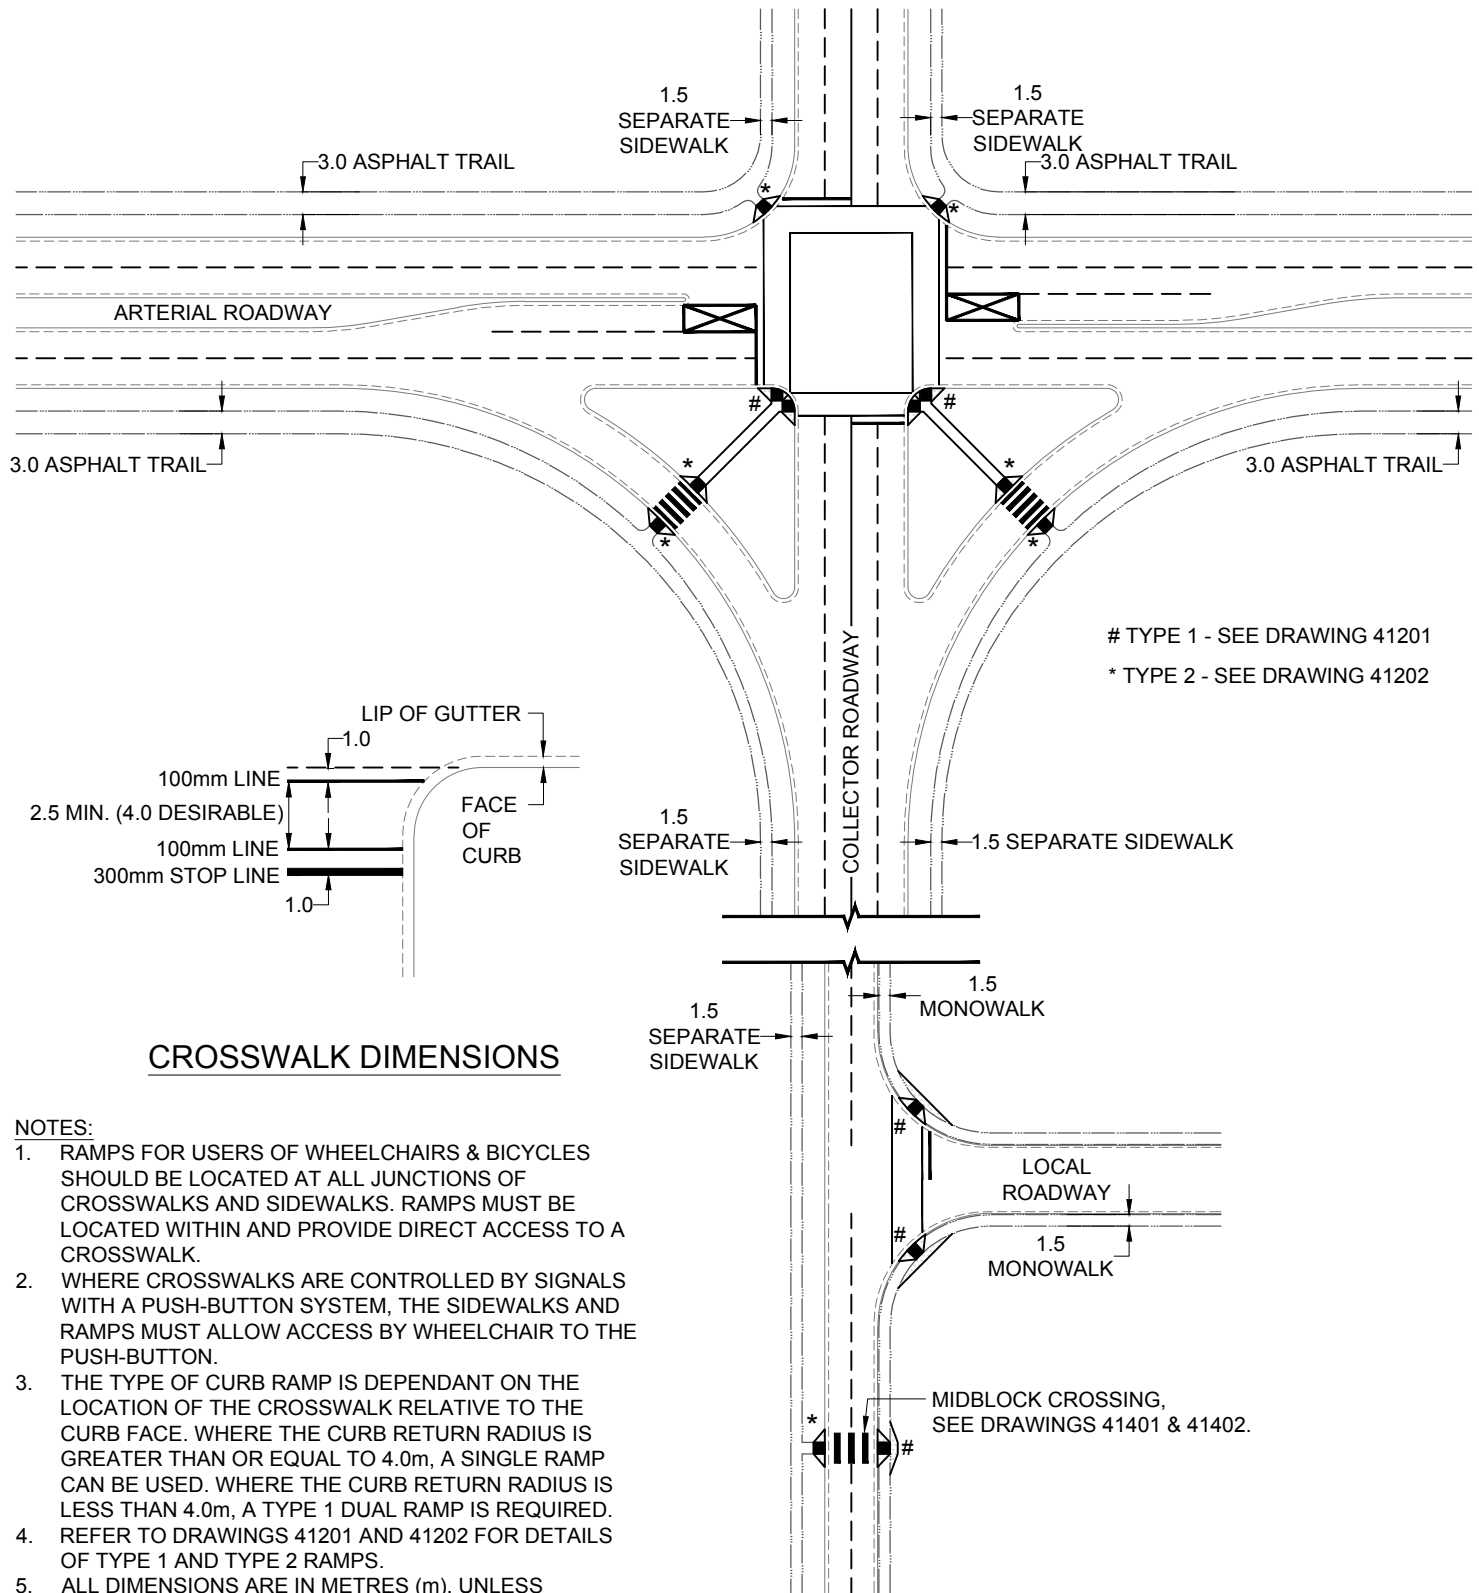 1.5
SEPARATE
SIDEWALK
1.5
SEPARATE
SIDEWALK
3.0 ASPHALT TRAIL
3.0 ASPHALT TRAIL
*
*
ARTERIAL ROADWAY
#
#
3.0 ASPHALT TRAIL
*
*
3.0 ASPHALT TRAIL
*
*
# TYPE 1 - SEE DRAWING 41201
* TYPE 2 - SEE DRAWING 41202
COLLECTOR ROADWAY
LIP OF GUTTER
1.0
100mm LINE
2.5 MIN. (4.0 DESIRABLE)
100mm LINE
300mm STOP LINE
1.0
FACE
OF
CURB
1.5
SEPARATE
SIDEWALK
1.5 SEPARATE SIDEWALK
1.5
SEPARATE
SIDEWALK
1.5
MONOWALK
CROSSWALK DIMENSIONS
#
LOCAL
ROADWAY
#
1.5
MONOWALK
MIDBLOCK CROSSING,
SEE DRAWINGS 41401 & 41402.
*
#
NOTES:
1. RAMPS FOR USERS OF WHEELCHAIRS & BICYCLES
SHOULD BE LOCATED AT ALL JUNCTIONS OF
CROSSWALKS AND SIDEWALKS. RAMPS MUST BE
LOCATED WITHIN AND PROVIDE DIRECT ACCESS TO A
CROSSWALK.
2. WHERE CROSSWALKS ARE CONTROLLED BY SIGNALS
WITH A PUSH-BUTTON SYSTEM, THE SIDEWALKS AND
RAMPS MUST ALLOW ACCESS BY WHEELCHAIR TO THE
PUSH-BUTTON.
3. THE TYPE OF CURB RAMP IS DEPENDANT ON THE
LOCATION OF THE CROSSWALK RELATIVE TO THE
CURB FACE. WHERE THE CURB RETURN RADIUS IS
GREATER THAN OR EQUAL TO 4.0m, A SINGLE RAMP
CAN BE USED. WHERE THE CURB RETURN RADIUS IS
LESS THAN 4.0m, A TYPE 1 DUAL RAMP IS REQUIRED.
4. REFER TO DRAWINGS 41201 AND 41202 FOR DETAILS
OF TYPE 1 AND TYPE 2 RAMPS.
5. ALL DIMENSIONS ARE IN METRES (m), UNLESS